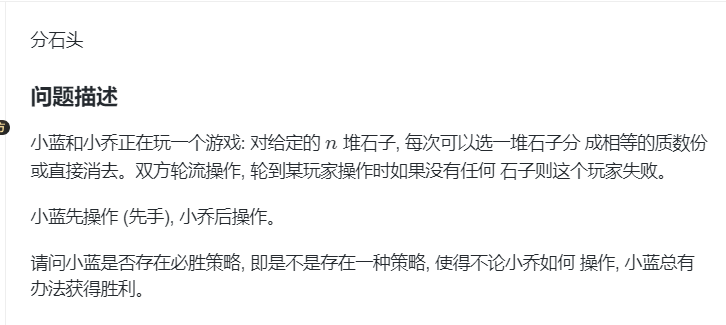 分石头
问题描述
小蓝和小乔正在玩一个游戏: 对给定的 n 堆石子, 每次可以选一堆石子分 成相等的质数份
或直接消去。双方轮流操作, 轮到某玩家操作时如果没有任何 石子则这个玩家失败。
小蓝先操作 (先手), 小乔后操作。
请问小蓝是否存在必胜策略, 即是不是存在一种策略, 使得不论小乔如何 操作, 小蓝总有
办法获得胜利。